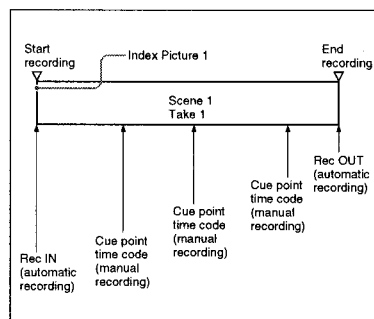 Start
recording
Index Picture 1
End
recording
Scene 1
Take 1
Rec IN
(automatic
recording)
Cue point
time code
(manual
recording)
Cue point
time code
(manual
recording)
Cue point
time code
(manual
recording)
Rec OUT
(automatic
recording)